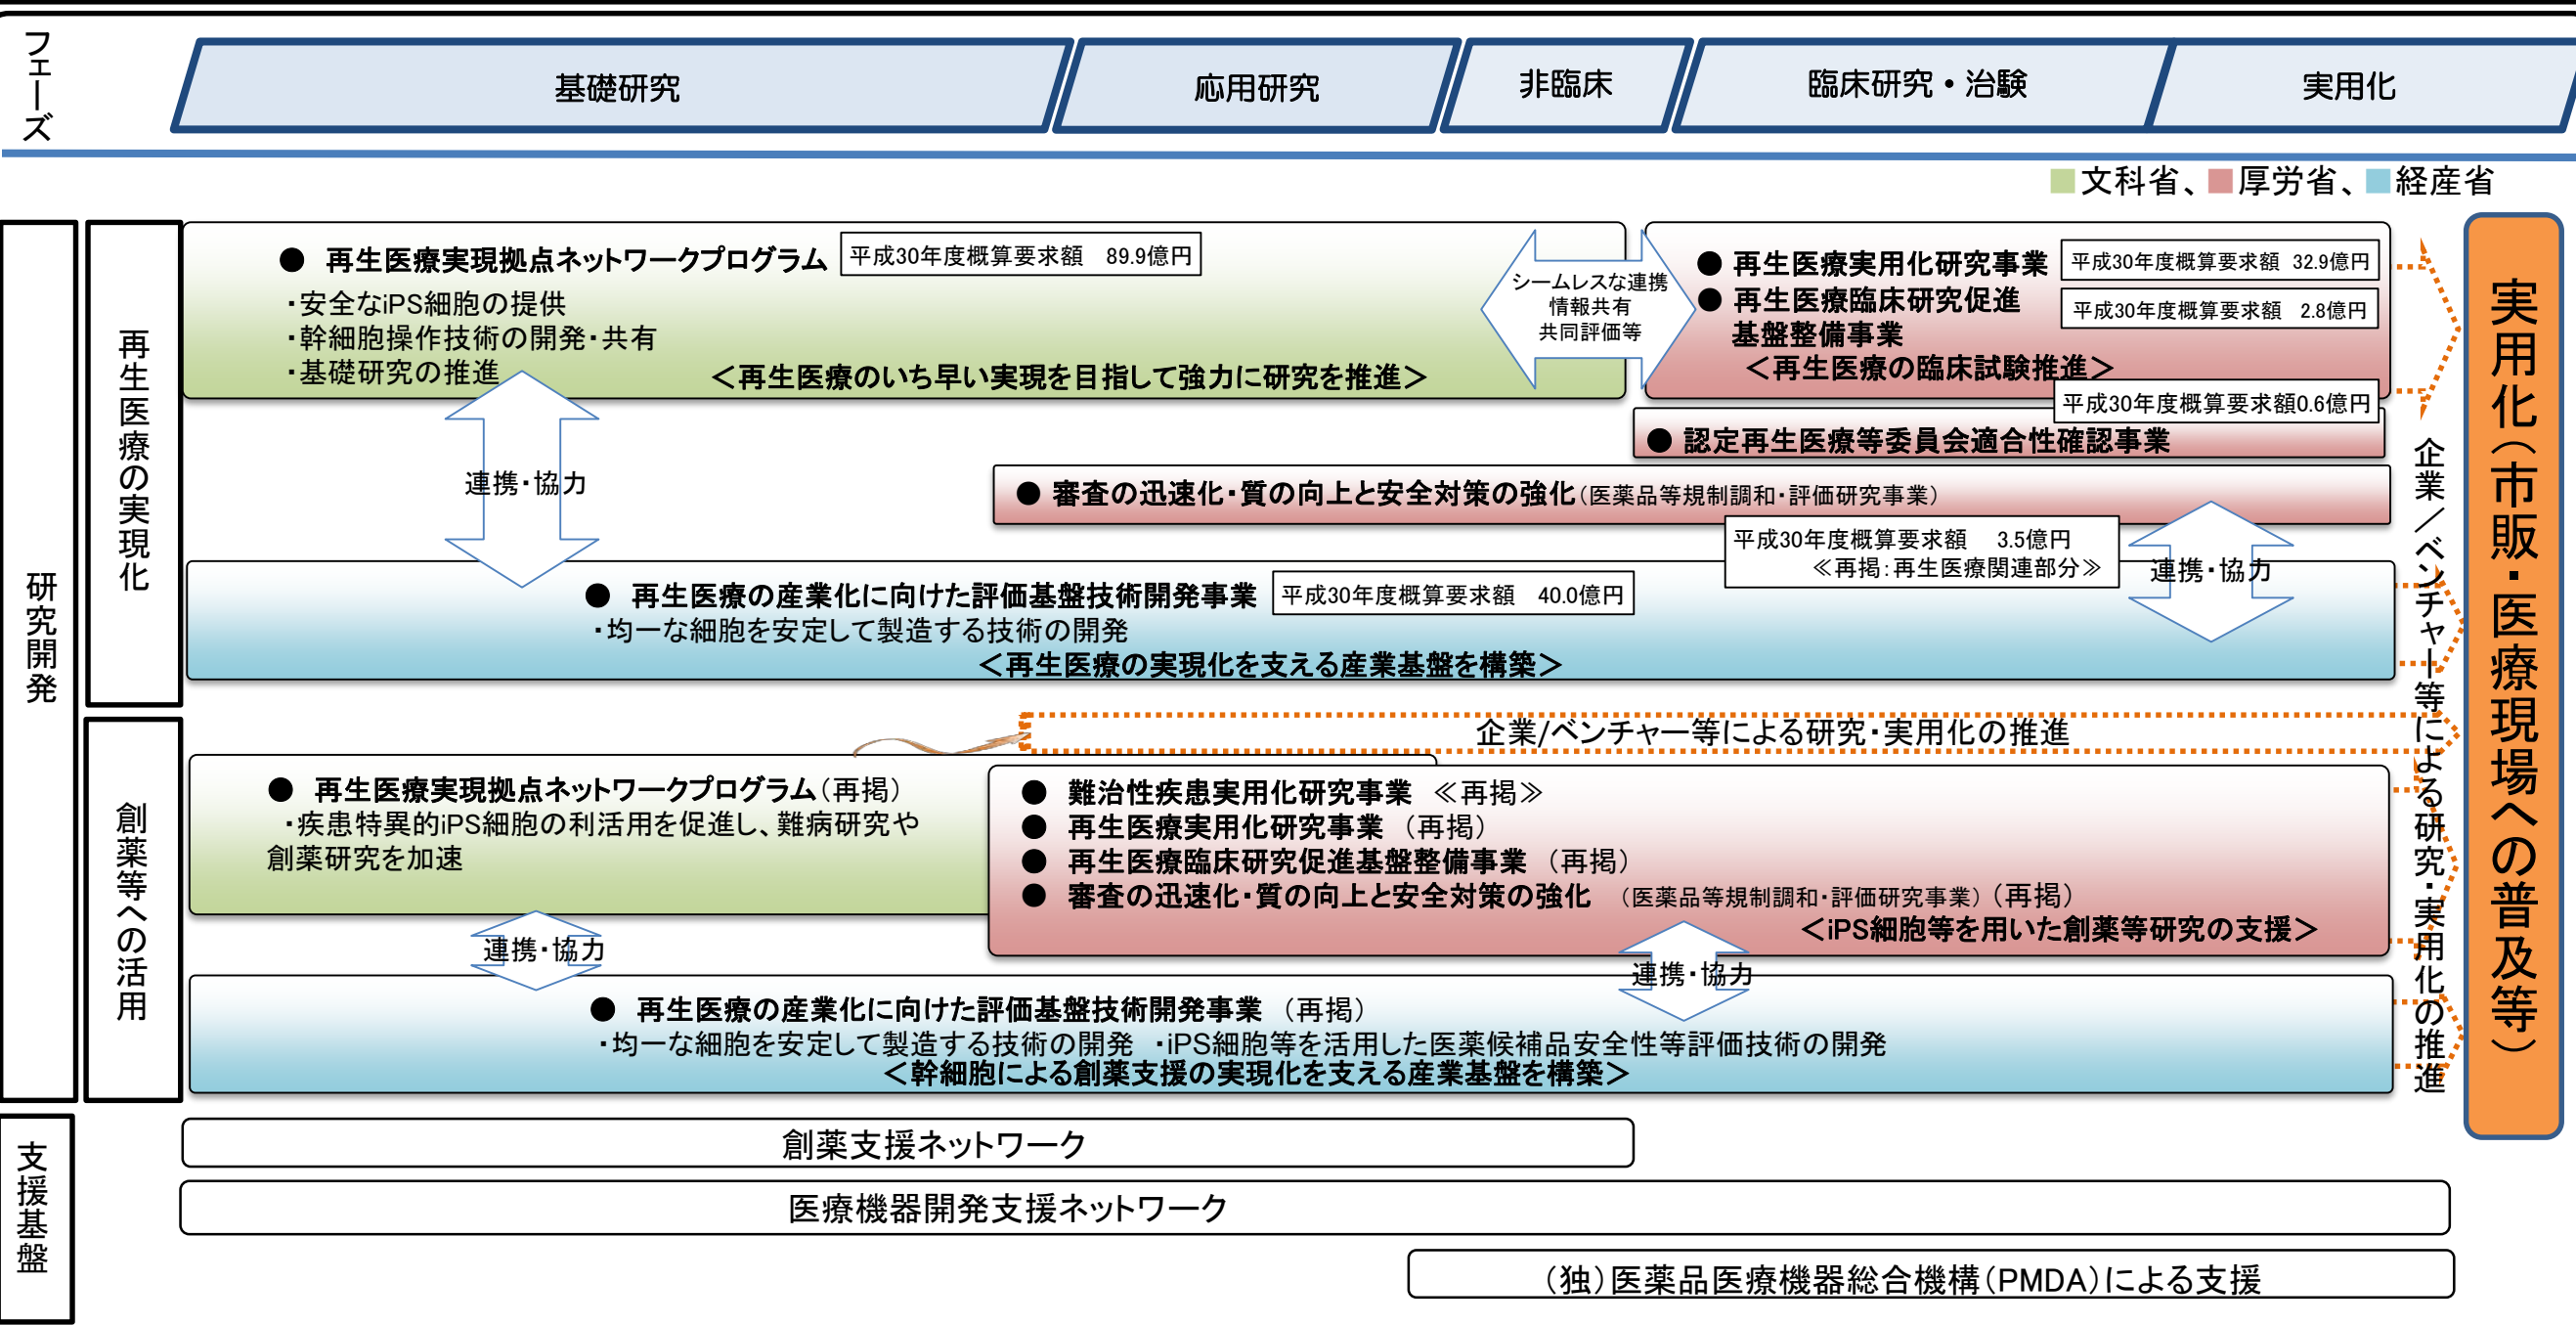 フェーズ
基礎研究
応用研究
非臨床
臨床研究・治験
実用化
文科省、厚労省、経産省
研究開発
再生医療の実現化
● 再生医療実現拠点ネットワークプログラム
平成30年度概算要求額 89.9億円
・安全なiPS細胞の提供
・幹細胞操作技術の開発・共有
・基礎研究の推進
＜再生医療のいち早い実現を目指して強力に研究を推進＞
シームレスな連携
情報共有
共同評価等
● 再生医療実用化研究事業
平成30年度概算要求額 32.9億円
● 再生医療臨床研究促進
基盤整備事業
平成30年度概算要求額 2.8億円
＜再生医療の臨床試験推進＞
平成30年度概算要求額0.6億円
● 認定再生医療等委員会適合性確認事業
連携・協力
● 審査の迅速化・質の向上と安全対策の強化（医薬品等規制調和・評価研究事業）
平成30年度概算要求額 3.5億円
≪再掲：再生医療関連部分≫
連携・協力
● 再生医療の産業化に向けた評価基盤技術開発事業
平成30年度概算要求額 40.0億円
・均一な細胞を安定して製造する技術の開発
＜再生医療の実現化を支える産業基盤を構築＞
企業／ベンチャー等による研究・実用化の推進
実用化（市販・医療現場への普及等）
創薬等への活用
企業/ベンチャー等による研究・実用化の推進
● 再生医療実現拠点ネットワークプログラム（再掲）
・疾患特異的iPS細胞の利活用を促進し、難病研究や
創薬研究を加速
● 難治性疾患実用化研究事業 ≪再掲≫
● 再生医療実用化研究事業 （再掲）
● 再生医療臨床研究促進基盤整備事業 （再掲）
● 審査の迅速化・質の向上と安全対策の強化 （医薬品等規制調和・評価研究事業）（再掲）
＜iPS細胞等を用いた創薬等研究の支援＞
連携・協力
連携・協力
● 再生医療の産業化に向けた評価基盤技術開発事業 （再掲）
・均一な細胞を安定して製造する技術の開発 ・iPS細胞等を活用した医薬候補品安全性等評価技術の開発
＜幹細胞による創薬支援の実現化を支える産業基盤を構築＞
支援基盤
創薬支援ネットワーク
医療機器開発支援ネットワーク
（独）医薬品医療機器総合機構（PMDA）による支援